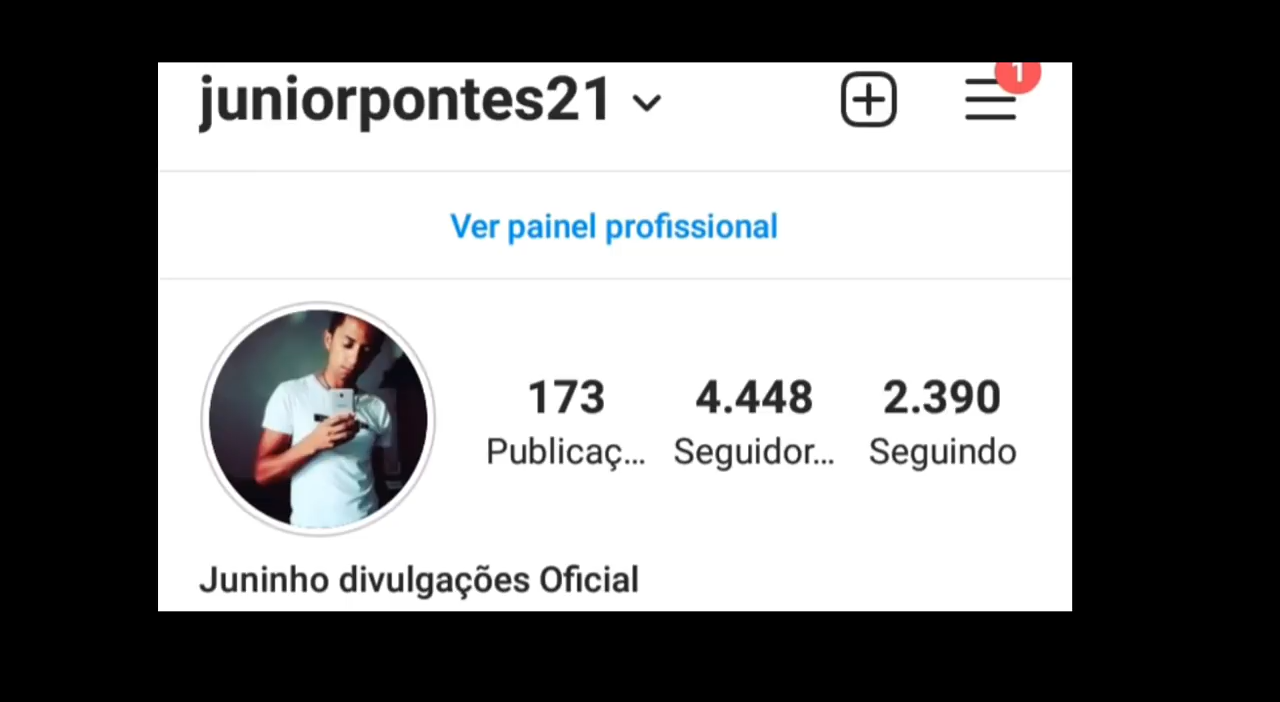 juniorpontes21
1
Ver painel profissional
173 4.448 2.390
Publicaç... Seguidor... Seguindo
Juninho divulgações Oficial